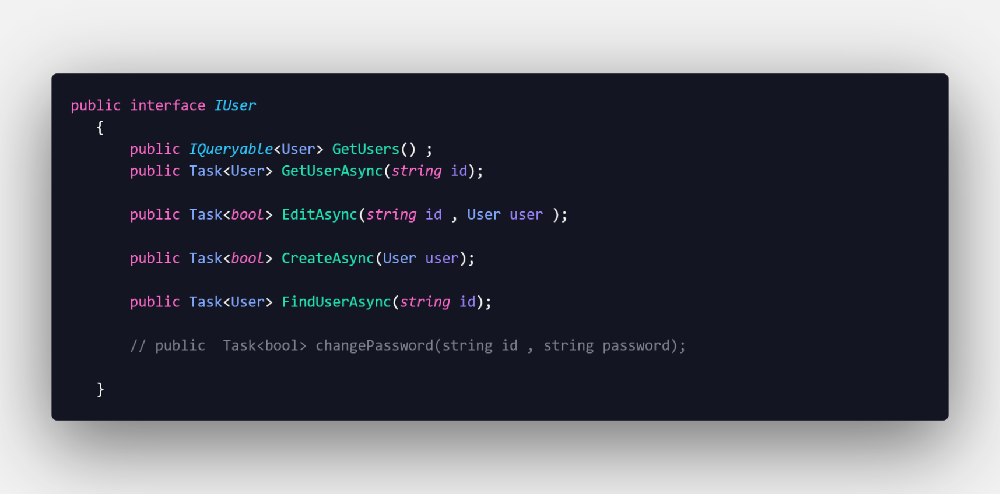 public interface IUser
{
public IQueryable<User> GetUsers() ;
public Task<User> GetUserAsync(string id);
public Task<bool> EditAsync(string id , User user );
public Task<bool> CreateAsync(User user);
public Task<User> FindUserAsync(string id);
// public  Task<bool> changePassword(string id , string password);
}